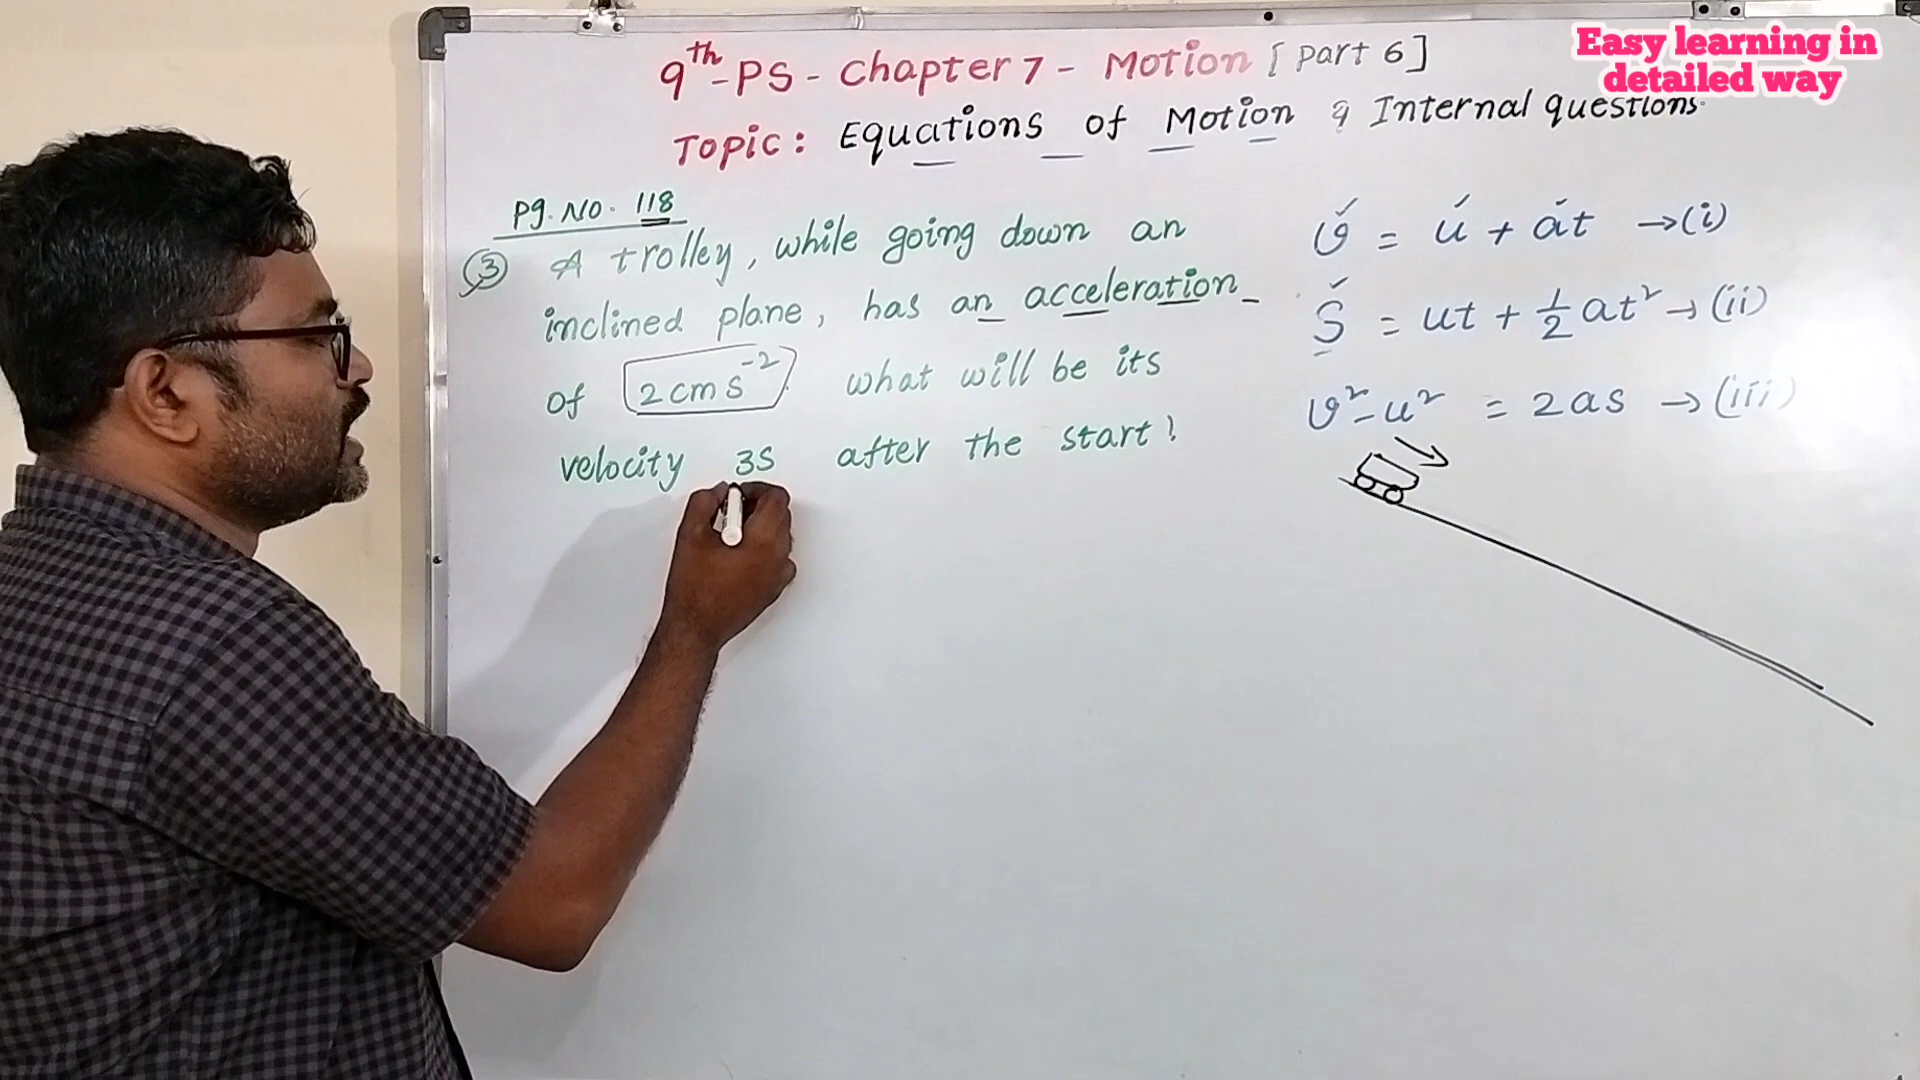 Easy learning in
detailed way
9th-PS - Chapter 7 - Motion [Part 6]
Topic: Equations of Motion & Internal questions.
Pg. No. 118
③ A trolley, while going down an
inclined plane, has an acceleration
of 2cms⁻². what will be its
velocity 3s after the start?
v = u + at →(i)
S = ut + ½at² →(ii)
v² - u² = 2as →(iii)